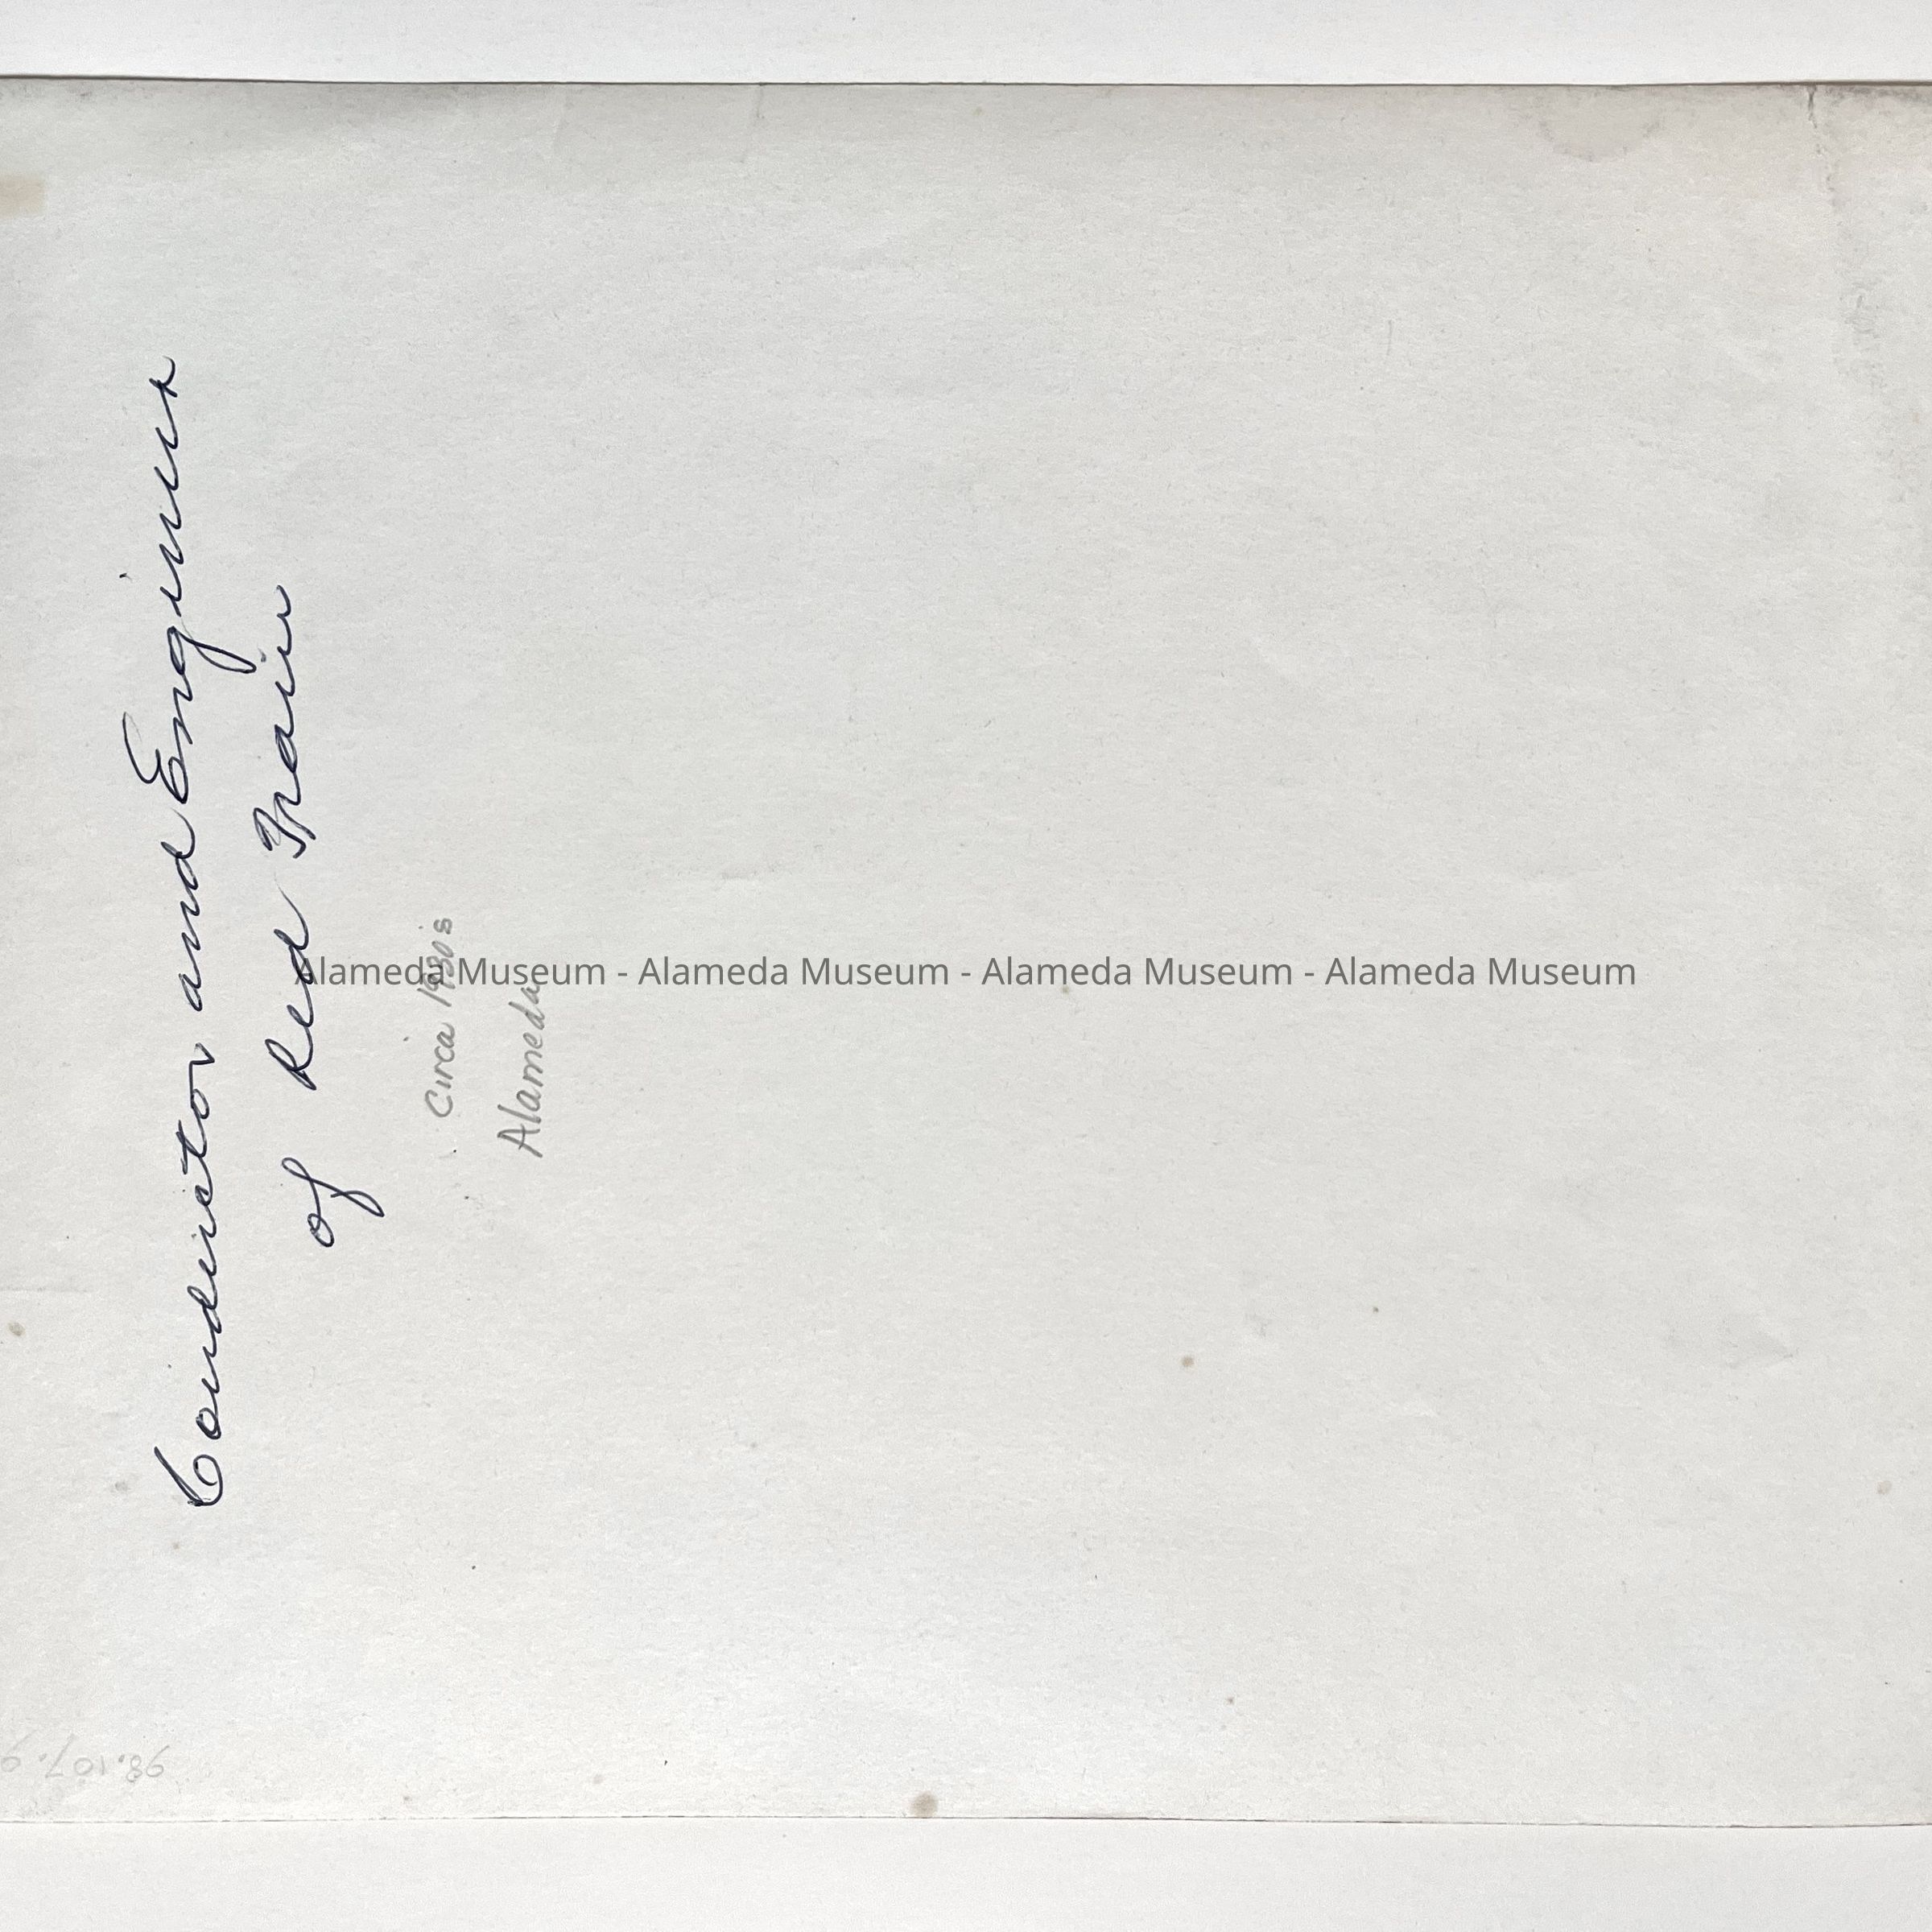 Conductor and Engineer
of Red Train
Circa 1930's
Alameda
Alameda Museum - Alameda Museum - Alameda Museum - Alameda Museum
98.107.9